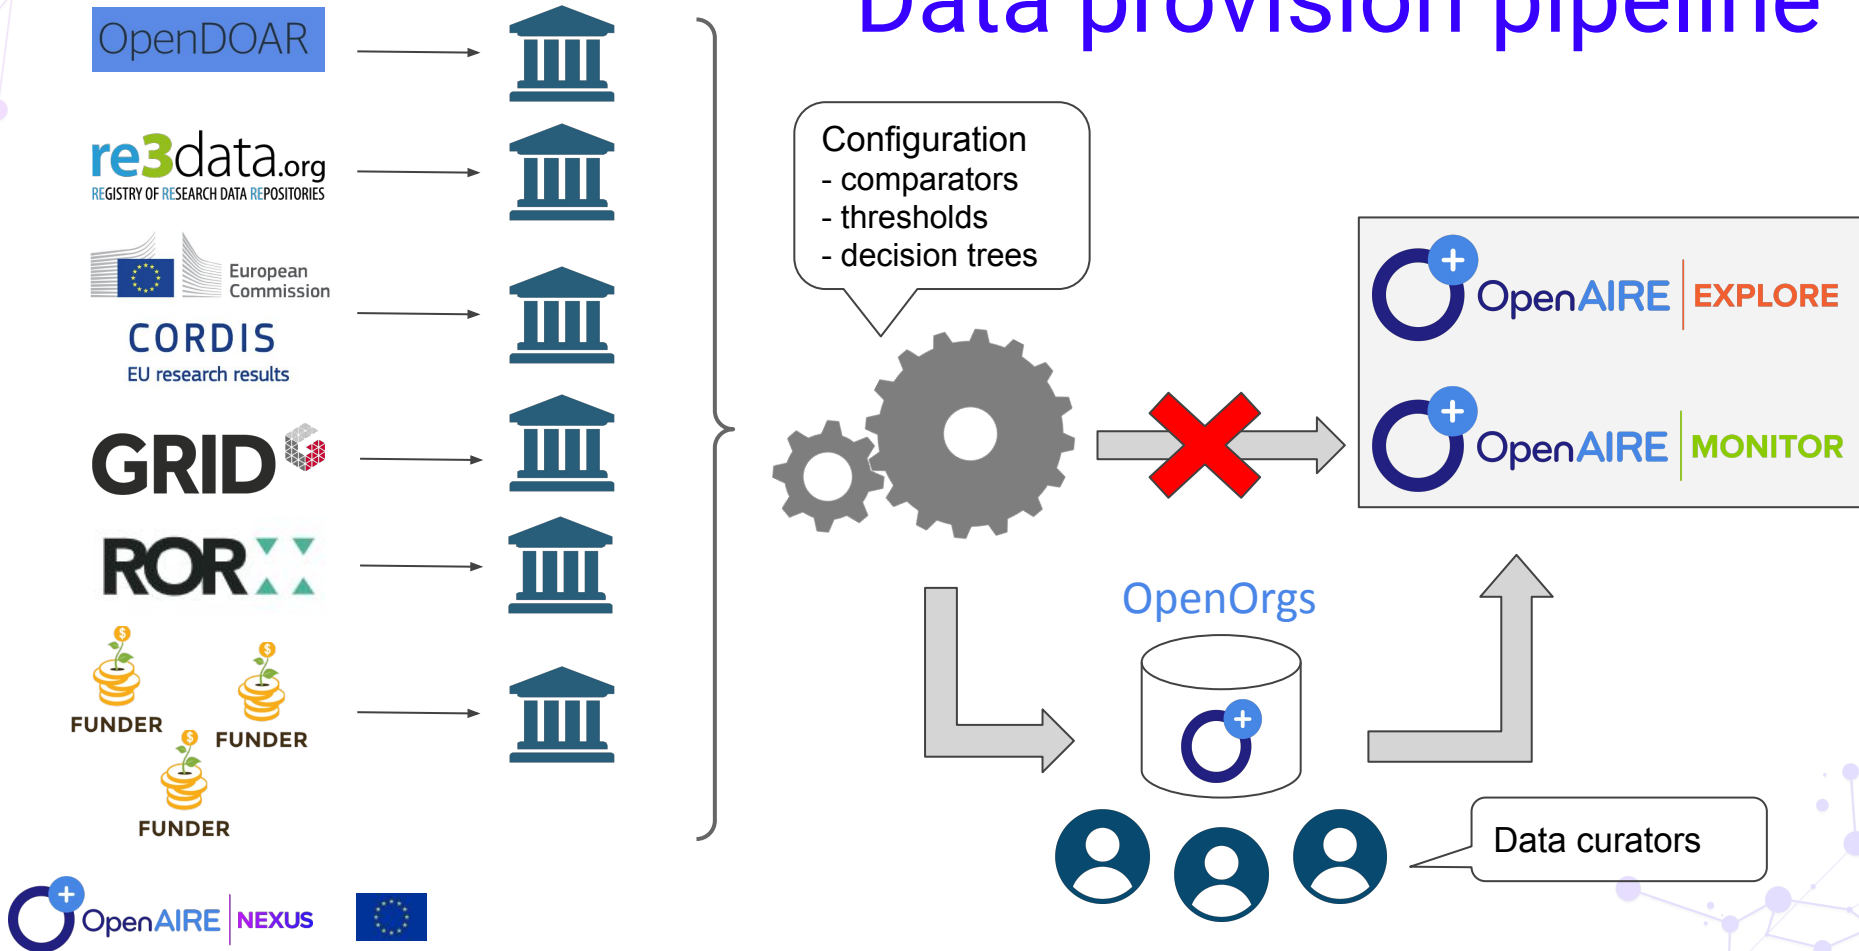 Data provision pipeline
OpenDOAR
re3data.org
REGISTRY OF RESEARCH DATA REPOSITORIES
European
Commission
CORDIS
EU research results
GRID
ROR
FUNDER
FUNDER
FUNDER
Configuration
- comparators
- thresholds
- decision trees
OpenAIRE EXPLORE
OpenAIRE MONITOR
OpenOrgs
Data curators
OpenAIRE NEXUS